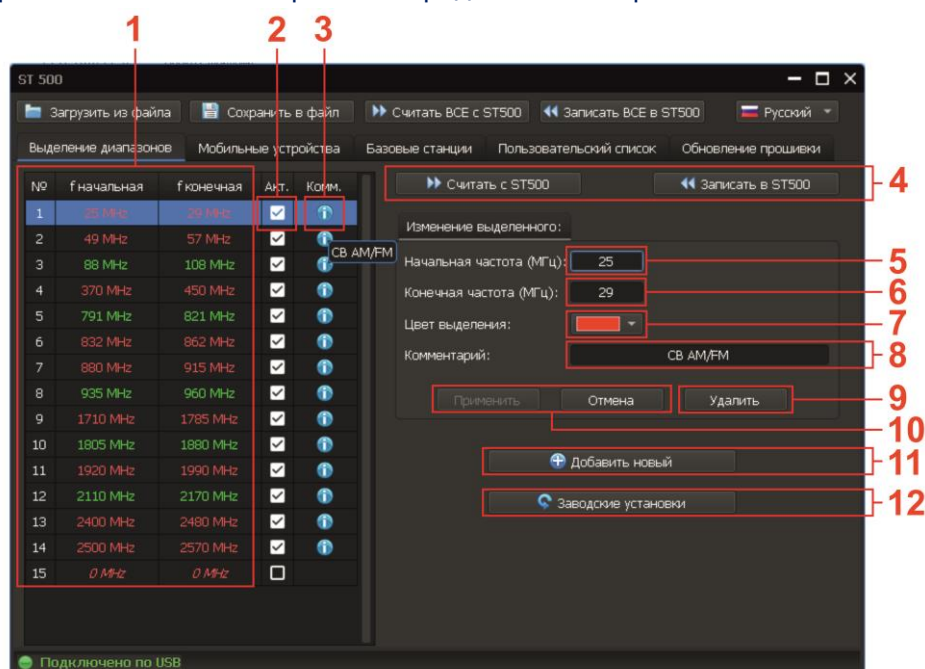 1 2 3
ST 500
Загрузить из файла Сохранить в файл Считать ВСЕ с ST500 Записать ВСЕ в ST500 Русский
Выделение диапазонов Мобильные устройства Базовые станции Пользовательский список Обновление прошивки
№ f начальная f конечная Акт. Комм.
1 25 MHz 29 MHz
2 49 MHz 57 MHz
3 88 MHz 108 MHz
4 370 MHz 450 MHz
5 791 MHz 821 MHz
6 832 MHz 862 MHz
7 880 MHz 915 MHz
8 935 MHz 960 MHz
9 1710 MHz 1785 MHz
10 1805 MHz 1880 MHz
11 1920 MHz 1990 MHz
12 2110 MHz 2170 MHz
13 2400 MHz 2480 MHz
14 2500 MHz 2570 MHz
15 0 MHz 0 MHz
CB AM/FM
Считать с ST500 Записать в ST500 4
Изменение выделенного:
Начальная частота (МГц): 25 5
Конечная частота (МГц): 29 6
Цвет выделения: 7
Комментарий: CB AM/FM 8
Применить Отмена Удалить 9
10
Добавить новый 11
Заводские установки 12
Подключено по USB